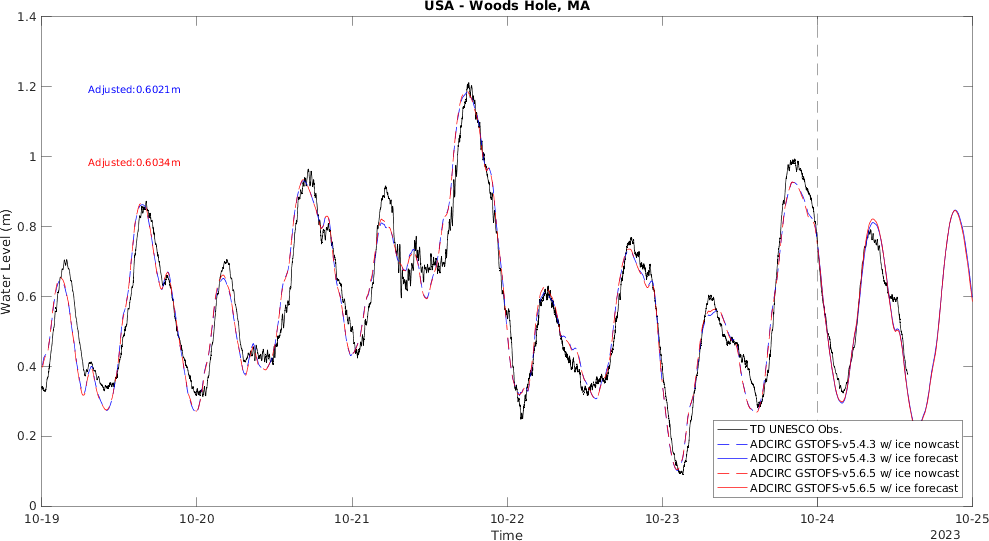 USA - Woods Hole, MA
Water Level (m)
1.4
1.2
1
0.8
0.6
0.4
0.2
0
Adjusted:0.6021m
Adjusted:0.6034m
TD UNESCO Obs.
ADCIRC GSTOFS-v5.4.3 w/ ice nowcast
ADCIRC GSTOFS-v5.4.3 w/ ice forecast
ADCIRC GSTOFS-v5.6.5 w/ ice nowcast
ADCIRC GSTOFS-v5.6.5 w/ ice forecast
10-19 10-20 10-21 10-22 10-23 10-24 10-25
Time
2023